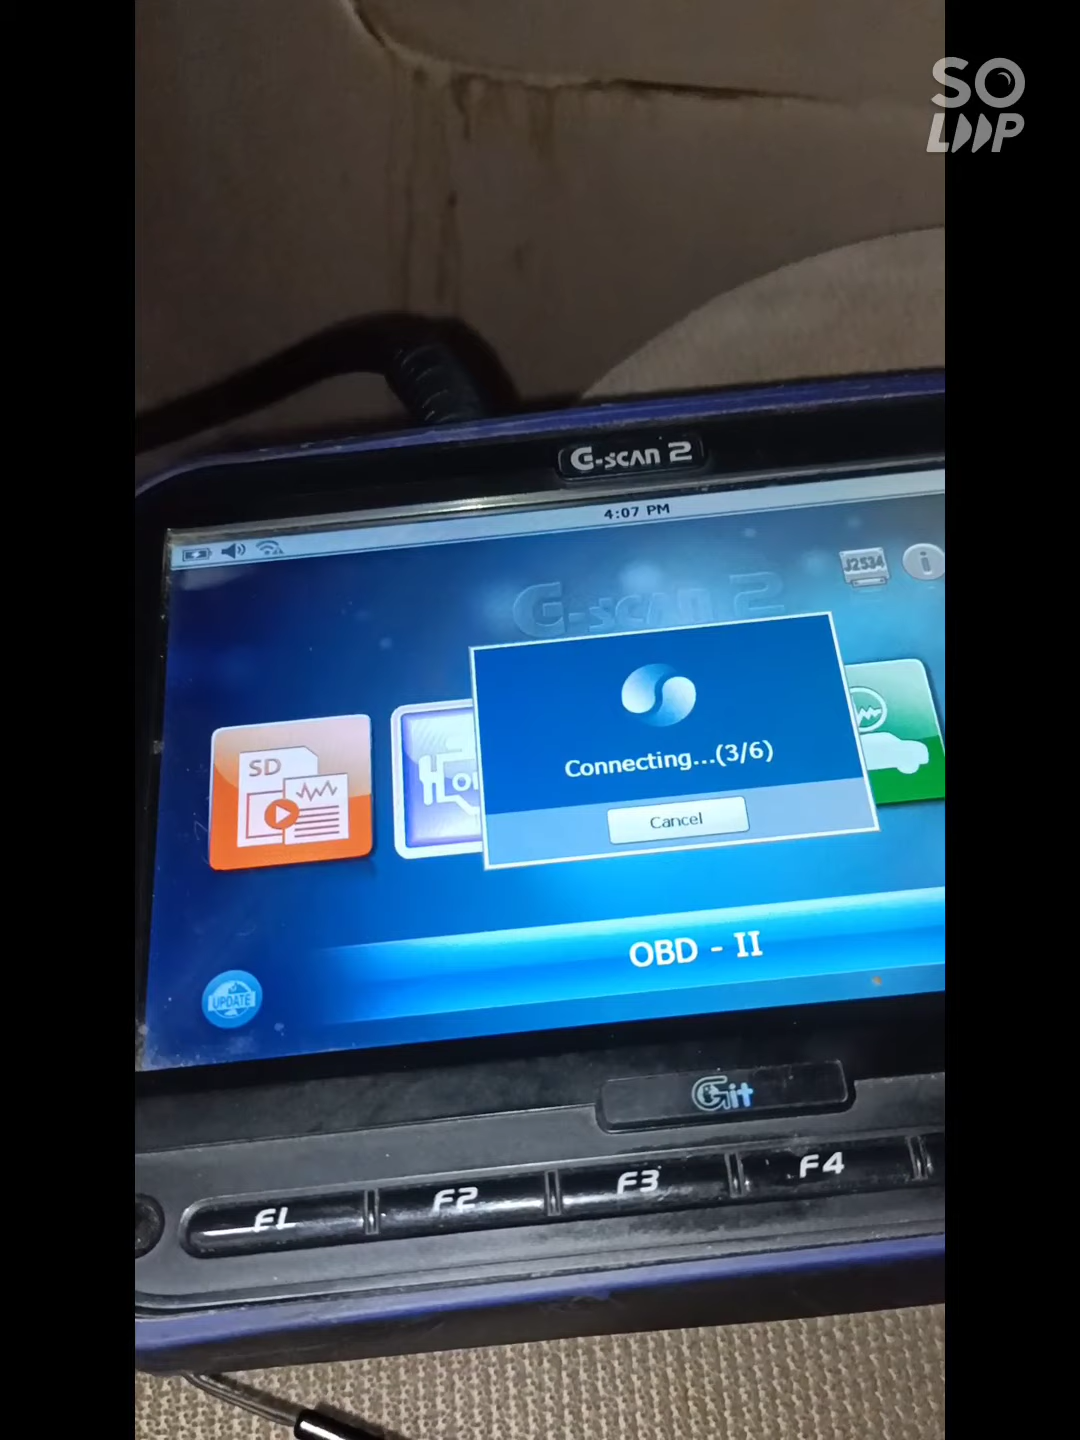 SO
LOOP
G-scan 2
4:07 PM
J2534
i
G-scan 2
SD
Connecting...(3/6)
Cancel
OBD - II
UPDATE
Git
F1
F2
F3
F4